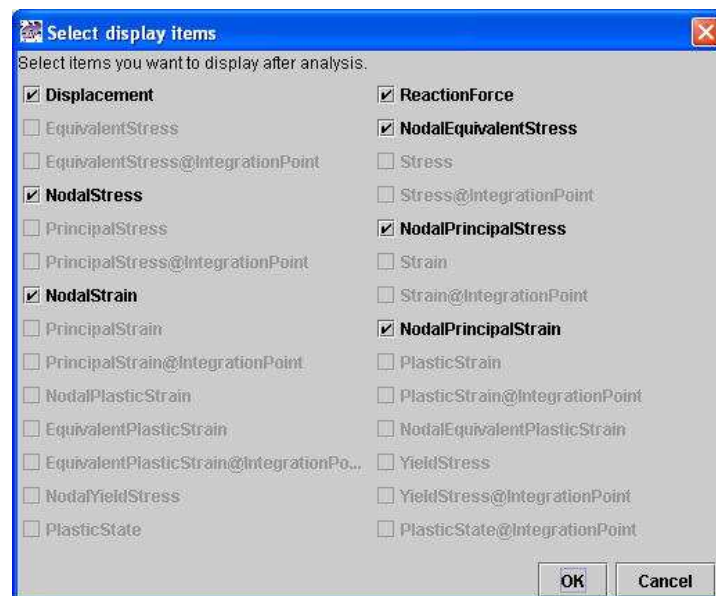 Select display items
Select items you want to display after analysis.
Displacement ReactionForce
EquivalentStress NodalEquivalentStress
EquivalentStress@IntegrationPoint Stress
NodalStress Stress@IntegrationPoint
PrincipalStress NodalPrincipalStress
PrincipalStress@IntegrationPoint Strain
NodalStrain Strain@IntegrationPoint
PrincipalStrain NodalPrincipalStrain
PrincipalStrain@IntegrationPoint PlasticStrain
NodalPlasticStrain PlasticStrain@IntegrationPoint
EquivalentPlasticStrain NodalEquivalentPlasticStrain
EquivalentPlasticStrain@IntegrationPo... YieldStress
NodalYieldStress YieldStress@IntegrationPoint
PlasticState PlasticState@IntegrationPoint
OK Cancel